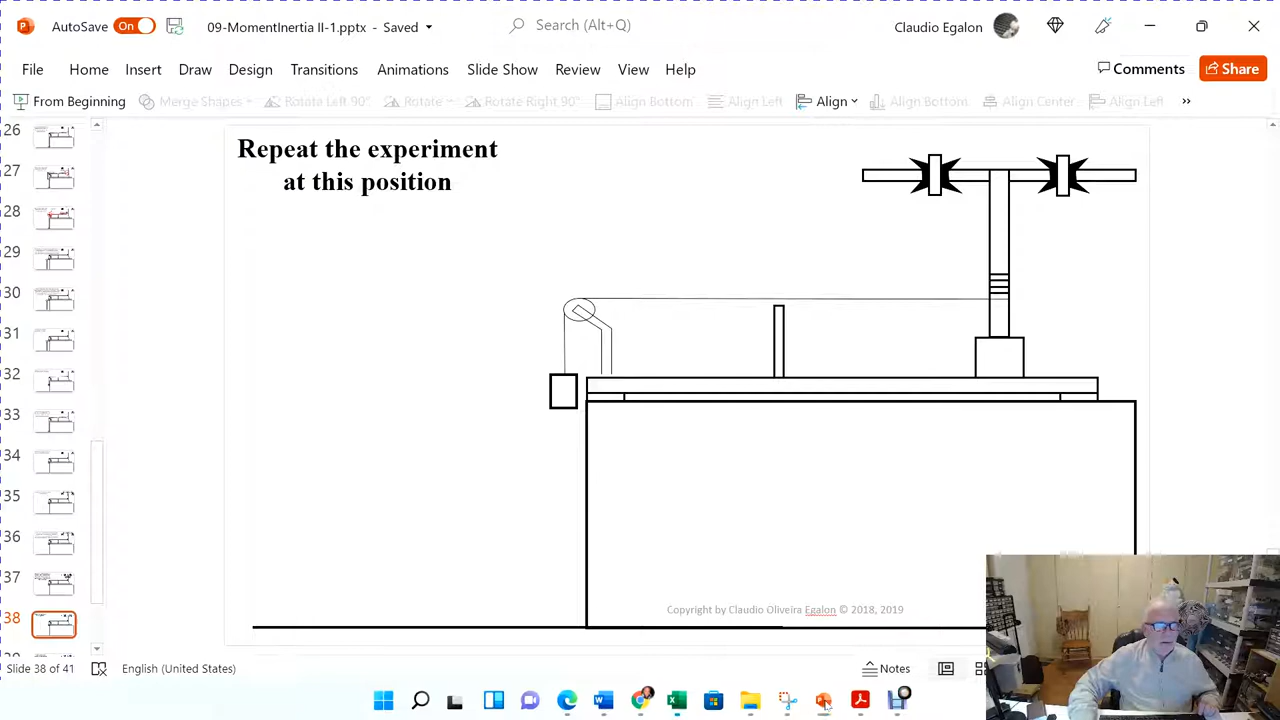 AutoSave On 09-MomentInertia II-1.pptx - Saved Search (Alt+Q) Claudio Egalon
File Home Insert Draw Design Transitions Animations Slide Show Review View Help Comments Share
From Beginning Merge Shapes Rotate Left 90° Rotate Rotate Right 90° Align Bottom Align Left Align Align Bottom Align Center Align Left
26
27
28
29
30
31
32
33
34
35
36
37
38
Repeat the experiment
at this position
Copyright by Claudio Oliveira Egalon © 2018, 2019
Slide 38 of 41 English (United States) Notes